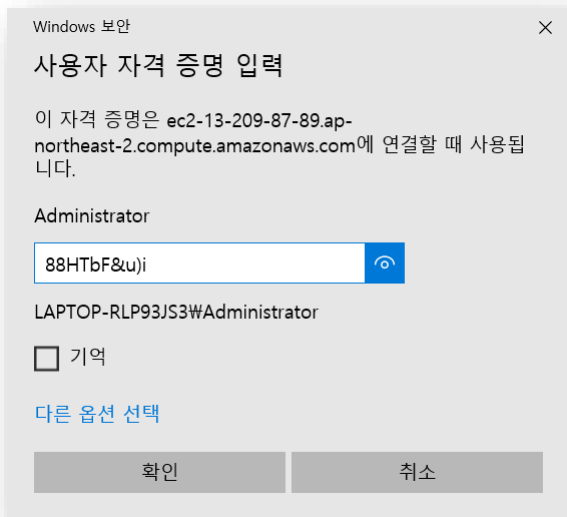 Windows 보안
사용자 자격 증명 입력
이 자격 증명은 ec2-13-209-87-89.ap-
northeast-2.compute.amazonaws.com에 연결할 때 사용됩
니다.
Administrator
88HTbF&u)i
LAPTOP-RLP93JS3₩Administrator
기억
다른 옵션 선택
확인
취소